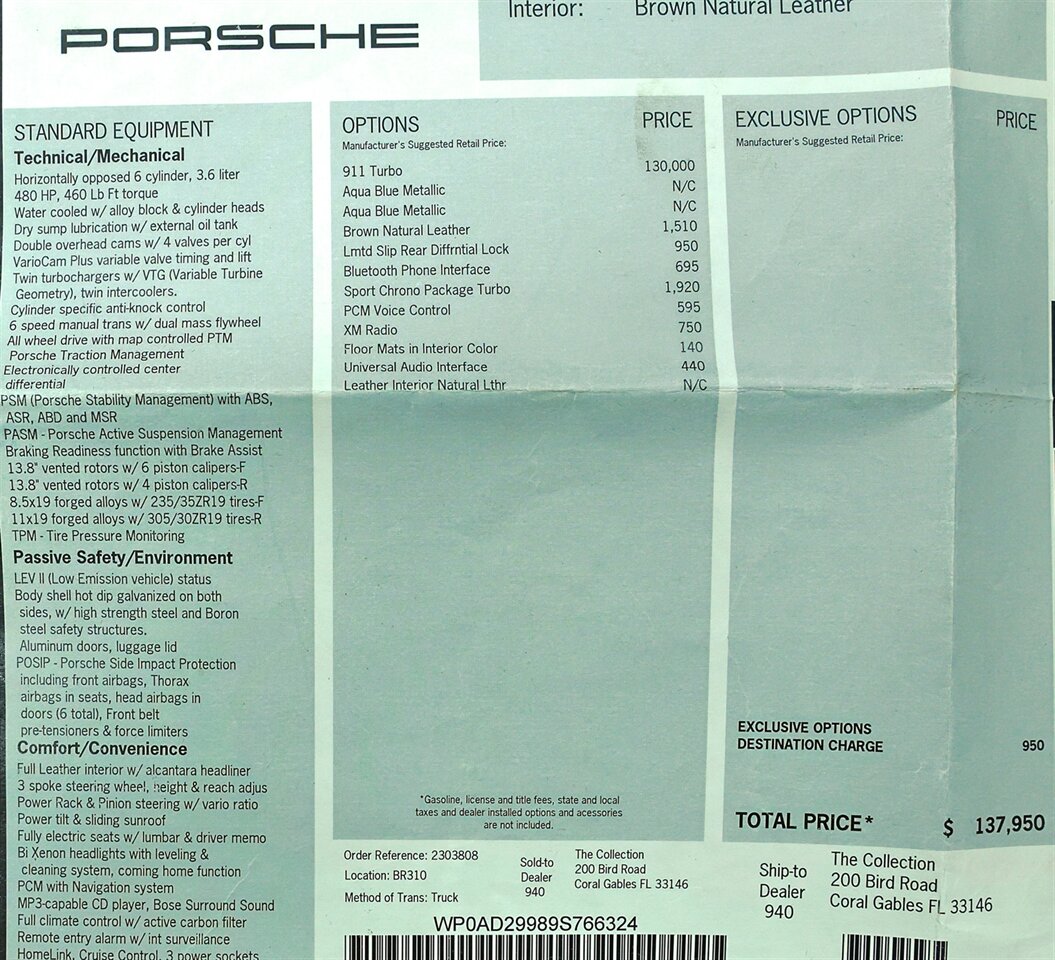 PORSCHE
Interior: Brown Natural Leather
STANDARD EQUIPMENT
Technical/Mechanical
Horizontally opposed 6 cylinder, 3.6 liter
480 HP, 460 Lb Ft torque
Water cooled w/ alloy block & cylinder heads
Dry sump lubrication w/ external oil tank
Double overhead cams w/ 4 valves per cyl
VarioCam Plus variable valve timing and lift
Twin turbochargers w/ VTG (Variable Turbine
Geometry), twin intercoolers.
Cylinder specific anti-knock control
6 speed manual trans w/ dual mass flywheel
All wheel drive with map controlled PTM
Porsche Traction Management
Electronically controlled center
differential
PSM (Porsche Stability Management) with ABS,
ASR, ABD and MSR
PASM - Porsche Active Suspension Management
Braking Readiness function with Brake Assist
13.8" vented rotors w/ 6 piston calipers-F
13.8" vented rotors w/ 4 piston calipers-R
8.5x19 forged alloys w/ 235/35ZR19 tires-F
11x19 forged alloys w/ 305/30ZR19 tires-R
TPM - Tire Pressure Monitoring
Passive Safety/Environment
LEV II (Low Emission vehicle) status
Body shell hot dip galvanized on both
sides, w/ high strength steel and Boron
steel safety structures.
Aluminum doors, luggage lid
POSIP - Porsche Side Impact Protection
including front airbags, Thorax
airbags in seats, head airbags in
doors (6 total), Front belt
pre-tensioners & force limiters
Comfort/Convenience
Full Leather interior w/ alcantara headliner
3 spoke steering wheel, height & reach adjus
Power Rack & Pinion steering w/ vario ratio
Power tilt & sliding sunroof
Fully electric seats w/ lumbar & driver memo
Bi Xenon headlights with leveling &
cleaning system, coming home function
PCM with Navigation system
MP3-capable CD player, Bose Surround Sound
Full climate control w/ active carbon filter
Remote entry alarm w/ int surveillance
HomeLink, Cruise Control, 3 power sockets
OPTIONS PRICE
Manufacturer's Suggested Retail Price:
911 Turbo 130,000
Aqua Blue Metallic N/C
Aqua Blue Metallic N/C
Brown Natural Leather 1,510
Lmtd Slip Rear Diffrntial Lock 950
Bluetooth Phone Interface 695
Sport Chrono Package Turbo 1,920
PCM Voice Control 595
XM Radio 750
Floor Mats in Interior Color 140
Universal Audio Interface 440
Leather Interior Natural Lthr N/C
*Gasoline, license and title fees, state and local
taxes and dealer installed options and acessories
are not included.
EXCLUSIVE OPTIONS PRICE
Manufacturer's Suggested Retail Price:
EXCLUSIVE OPTIONS
DESTINATION CHARGE 950
TOTAL PRICE* $ 137,950
Order Reference: 2303808
Location: BR310
Method of Trans: Truck
Sold-to
Dealer
940
The Collection
200 Bird Road
Coral Gables FL 33146
Ship-to
Dealer
940
The Collection
200 Bird Road
Coral Gables FL 33146
WP0AD29989S766324